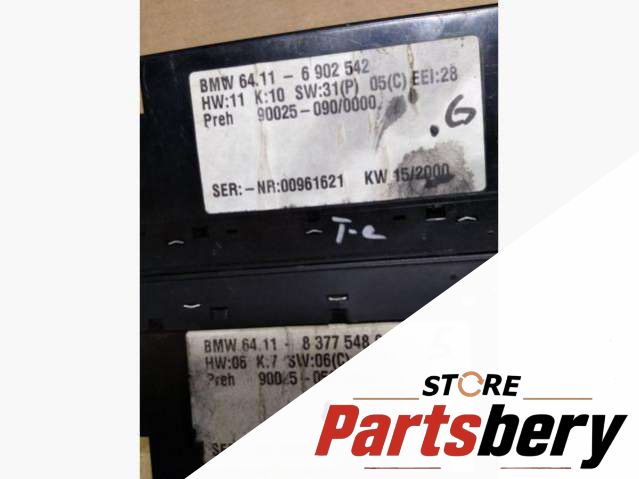 BMW 64.11 - 6 902 542
HW:11 K:10 SW:31(P) 05(C) EEI:28
Preh 90025-090/0000
.6
SER:-NR:00961621 KW 15/2000
T-c
BMW 64.11 - 8 377 548
HW:06 K:7 SW:06(C)
Preh
STORE
Partsbery